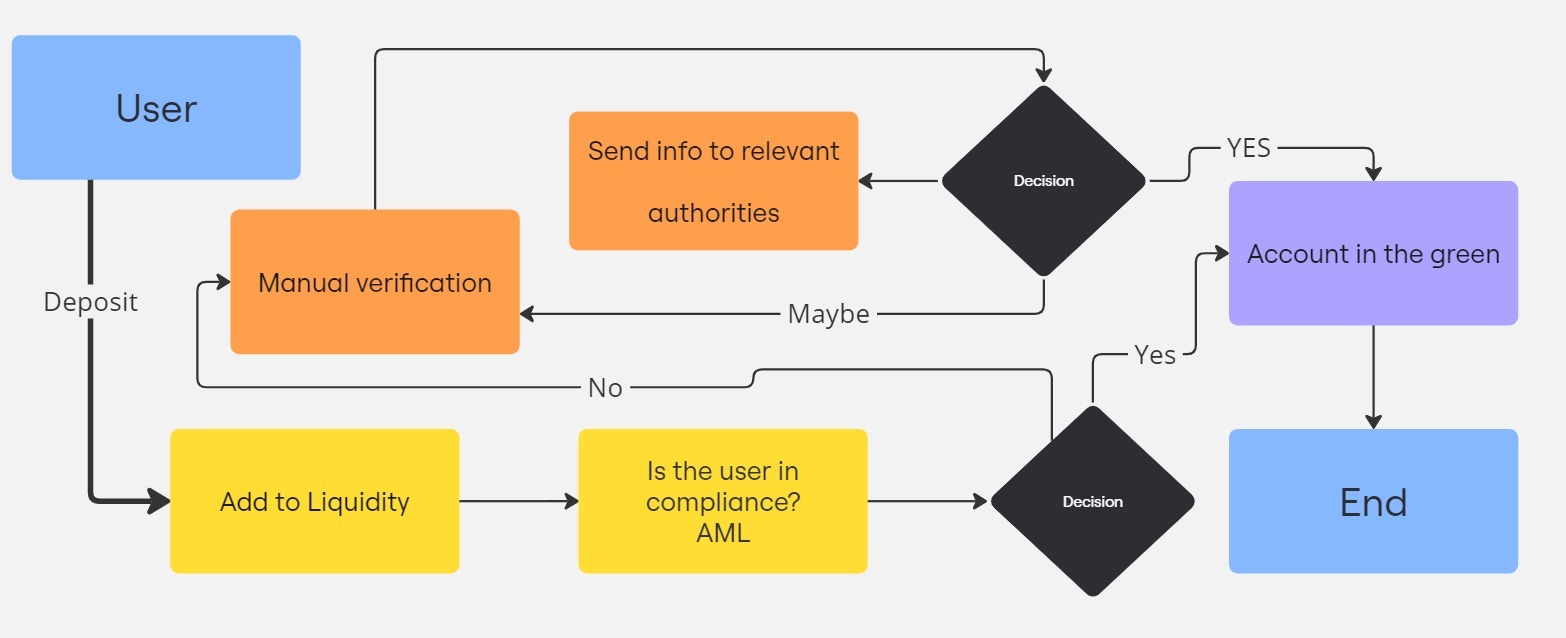 User
Send info to relevant
authorities
Decision
YES
Account in the green
Manual verification
Deposit
Maybe
Yes
No
Add to Liquidity
Is the user in
compliance?
AML
Decision
End